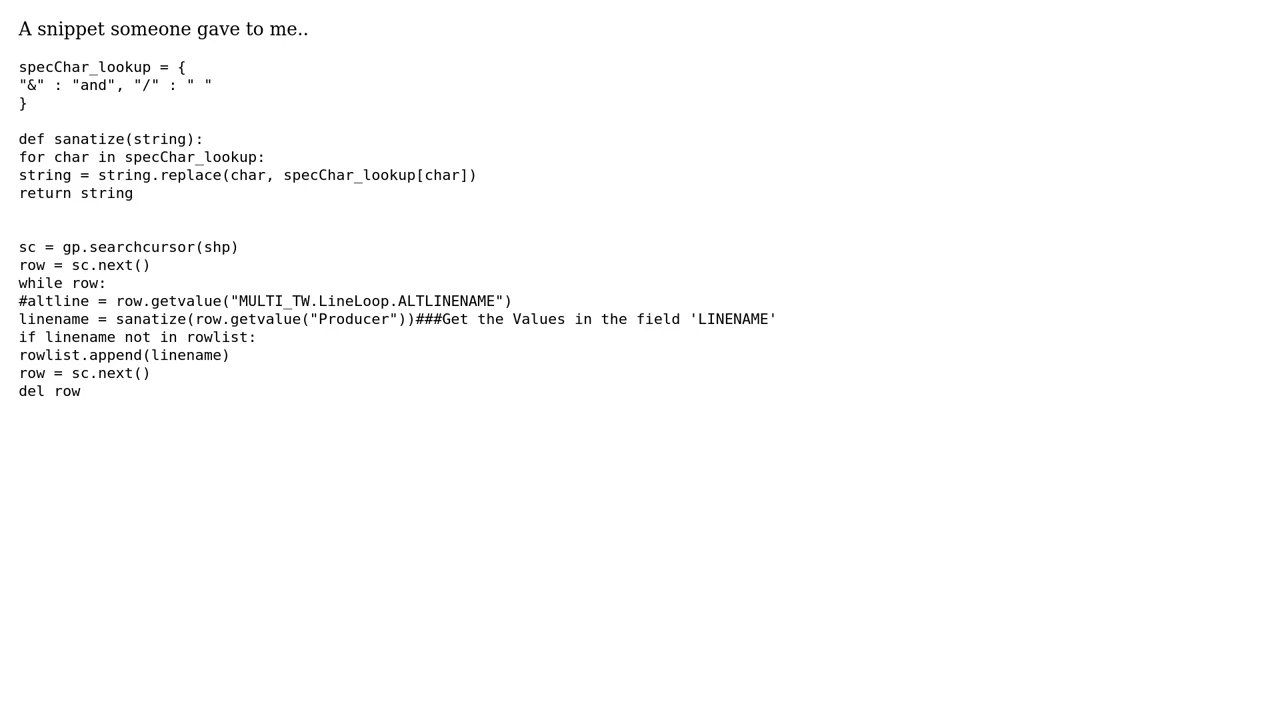 A snippet someone gave to me..
specChar_lookup = {
"&" : "and", "/" : " "
}
def sanatize(string):
for char in specChar_lookup:
string = string.replace(char, specChar_lookup[char])
return string
sc = gp.searchcursor(shp)
row = sc.next()
while row:
#altline = row.getvalue("MULTI_TW.LineLoop.ALTLINENAME")
linename = sanatize(row.getvalue("Producer"))###Get the Values in the field 'LINENAME'
if linename not in rowlist:
rowlist.append(linename)
row = sc.next()
del row